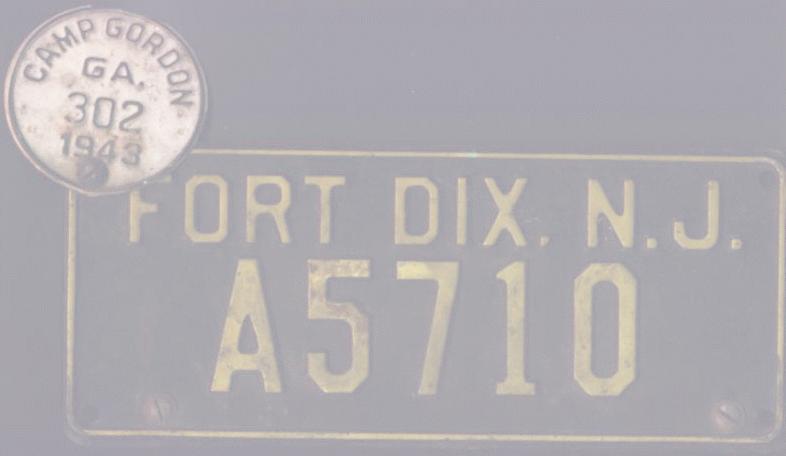 CAMP GORDON
GA.
302
1943
FORT DIX. N.J.
A5710